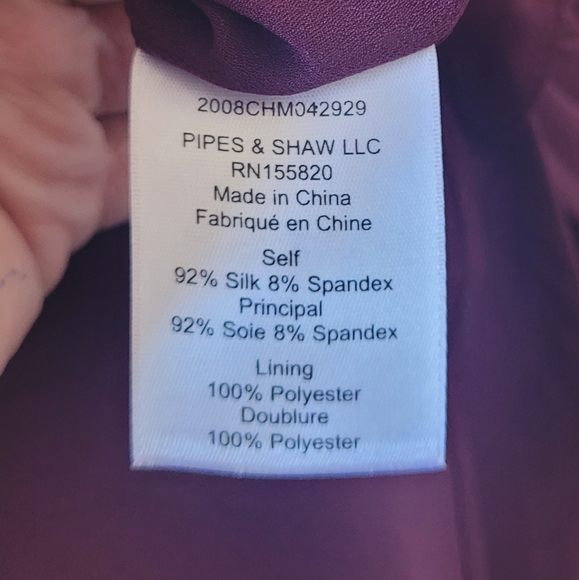 2008CHM042929
PIPES & SHAW LLC
RN155820
Made in China
Fabriqué en Chine
Self
92% Silk 8% Spandex
Principal
92% Soie 8% Spandex
Lining
100% Polyester
Doublure
100% Polyester